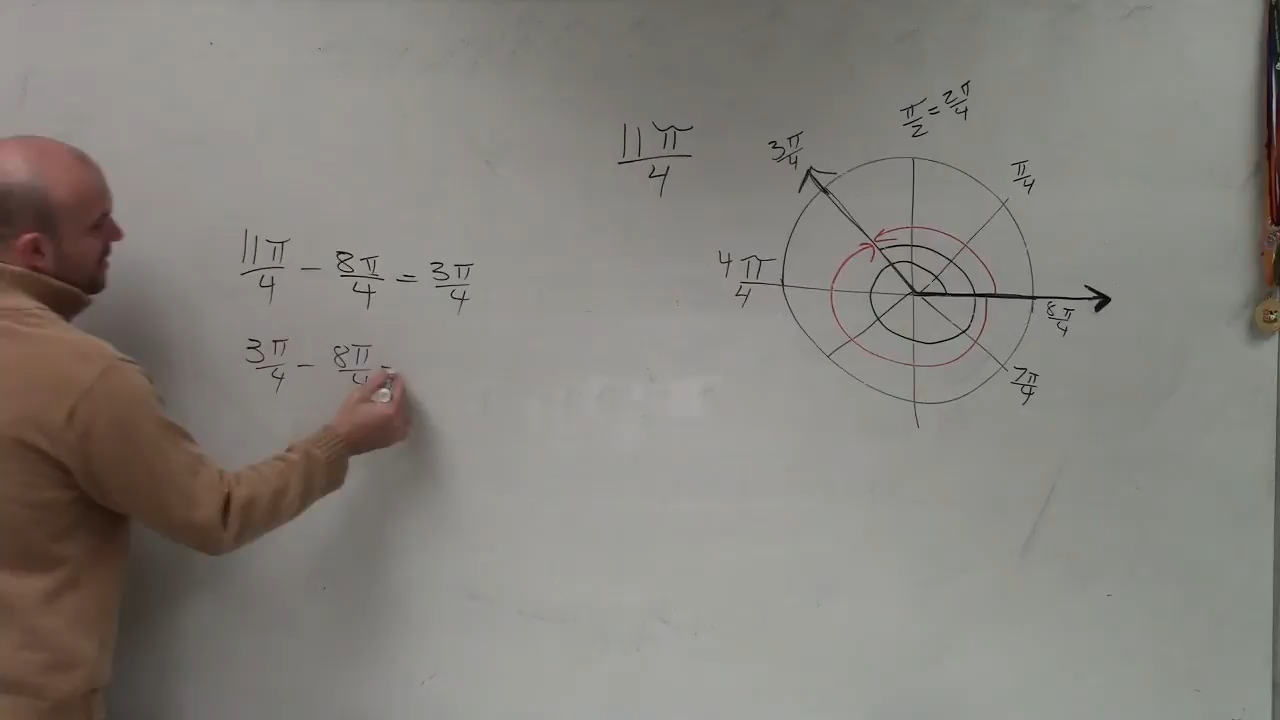 11π/4
11π/4 - 8π/4 = 3π/4
3π/4 - 8π/4 =
π/2 = 2π/4
3π/4
π/4
4π/4
8π/4
7π/4